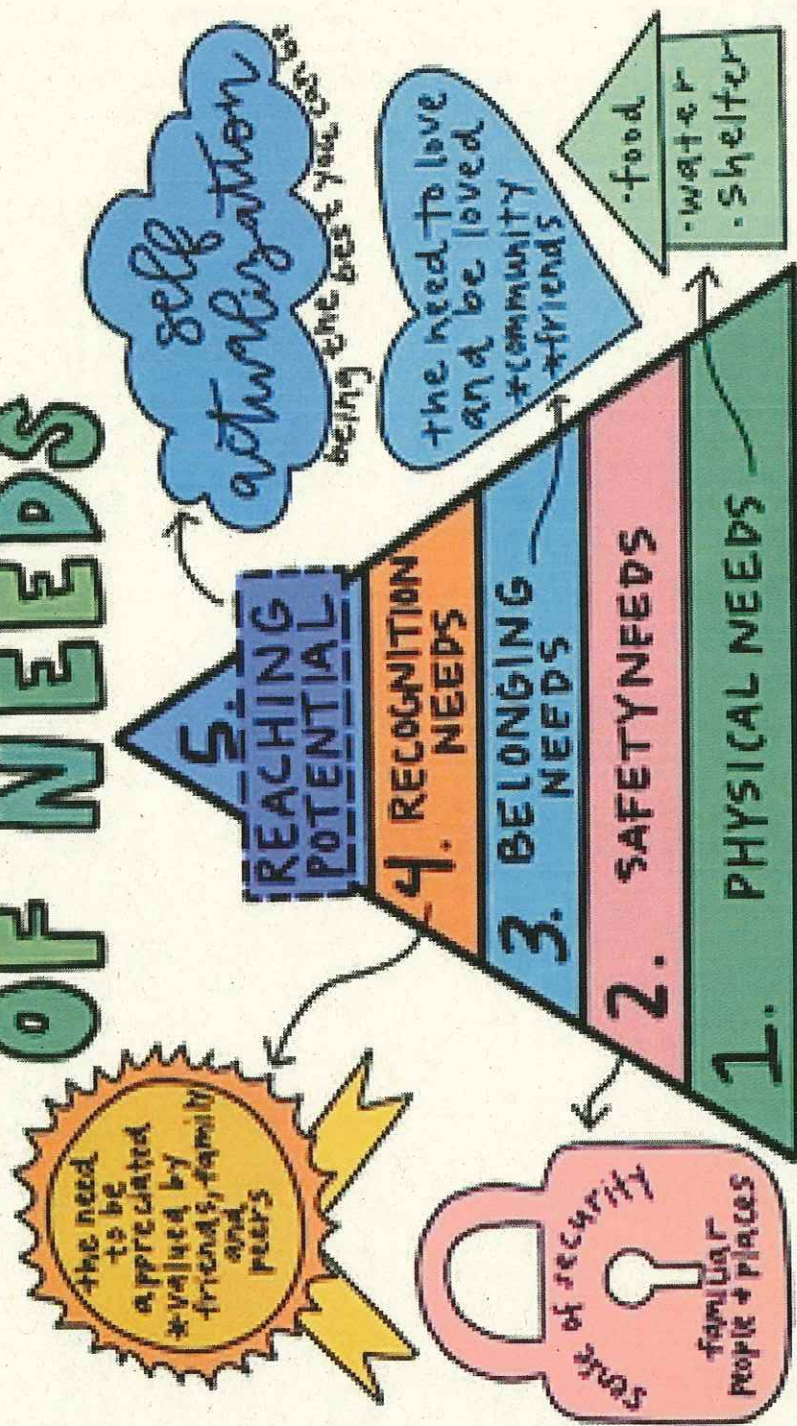 OF NEEDS
the need
to be
appreciated
*valued by
friends, family
and
peers
self
actualization
being the best you can be
5.
REACHING
POTENTIAL
4. RECOGNITION
NEEDS
the need to love
and be loved
*community
*friends
3. BELONGING
NEEDS
sense of security
familiar
people + places
2. SAFETY NEEDS
·food
·water
·shelter
1. PHYSICAL NEEDS